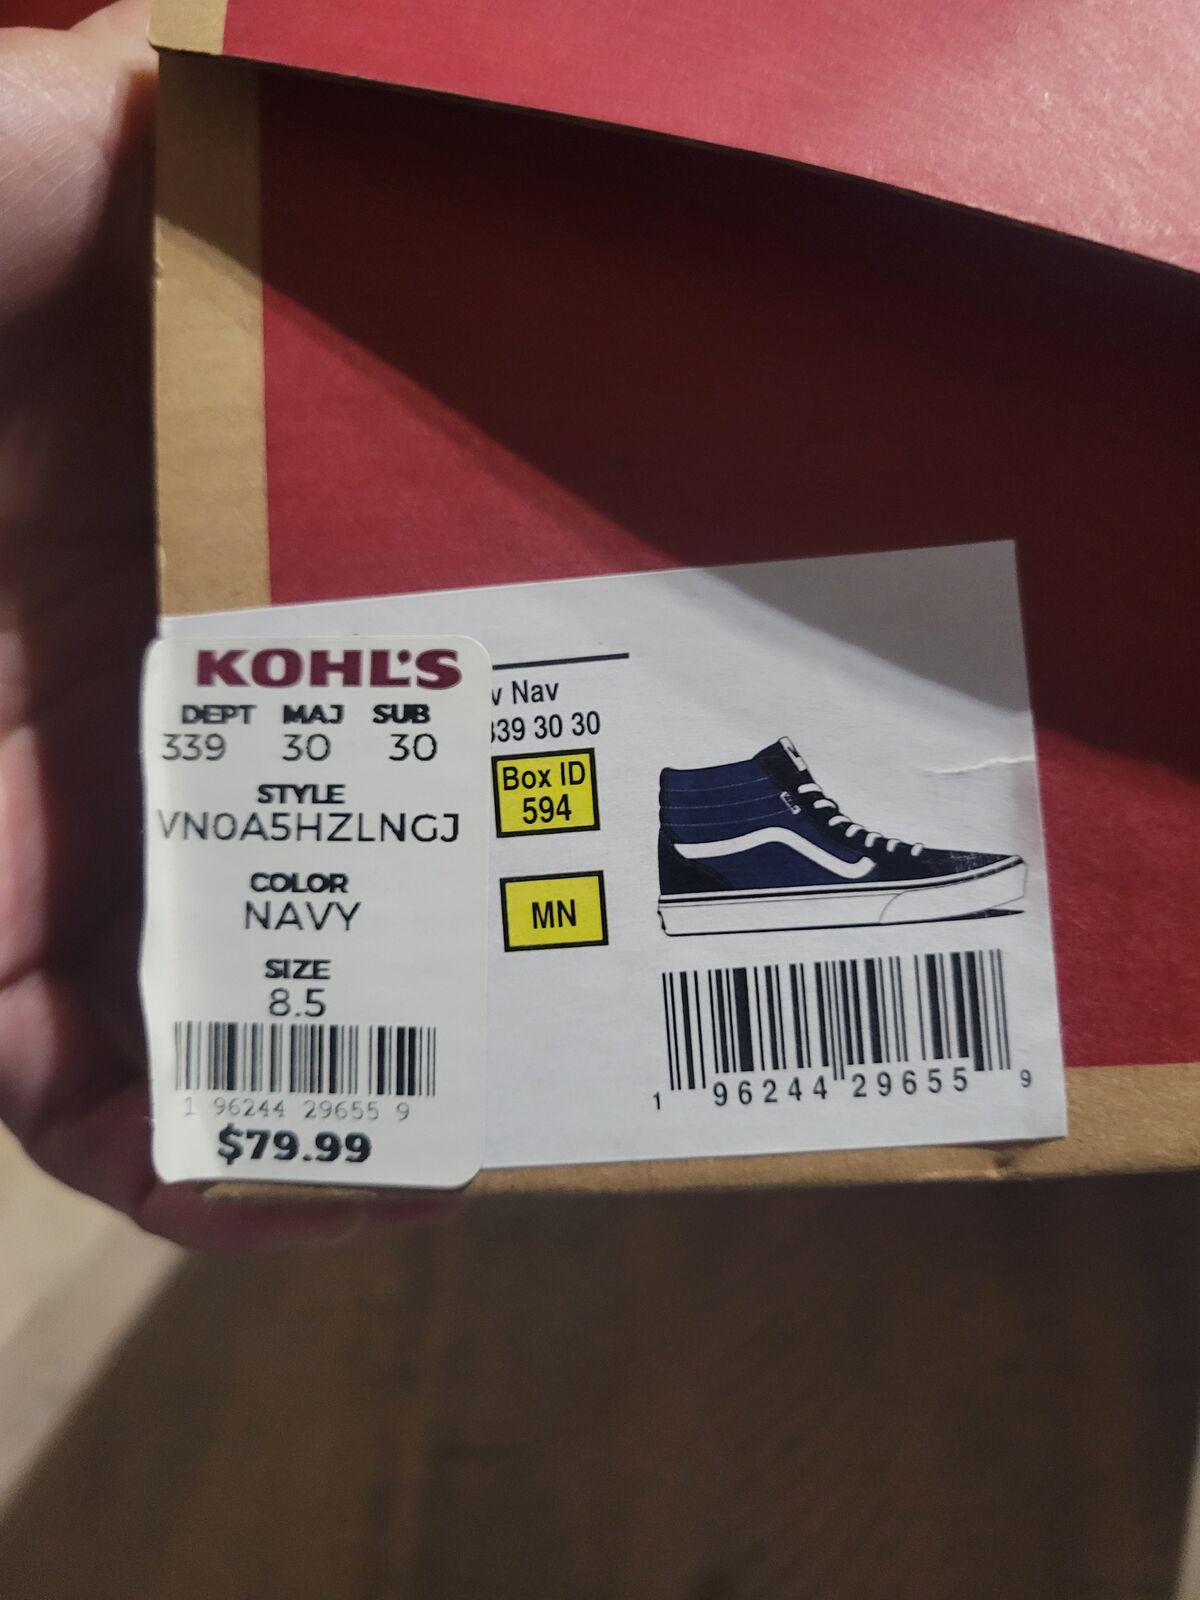 KOHL'S
DEPT MAJ SUB
339 30 30
STYLE
VN0A5HZLNGJ
COLOR
NAVY
SIZE
8.5
1 96244 29655 9
$79.99
v Nav
339 30 30
Box ID
594
MN
1 96244 29655 9